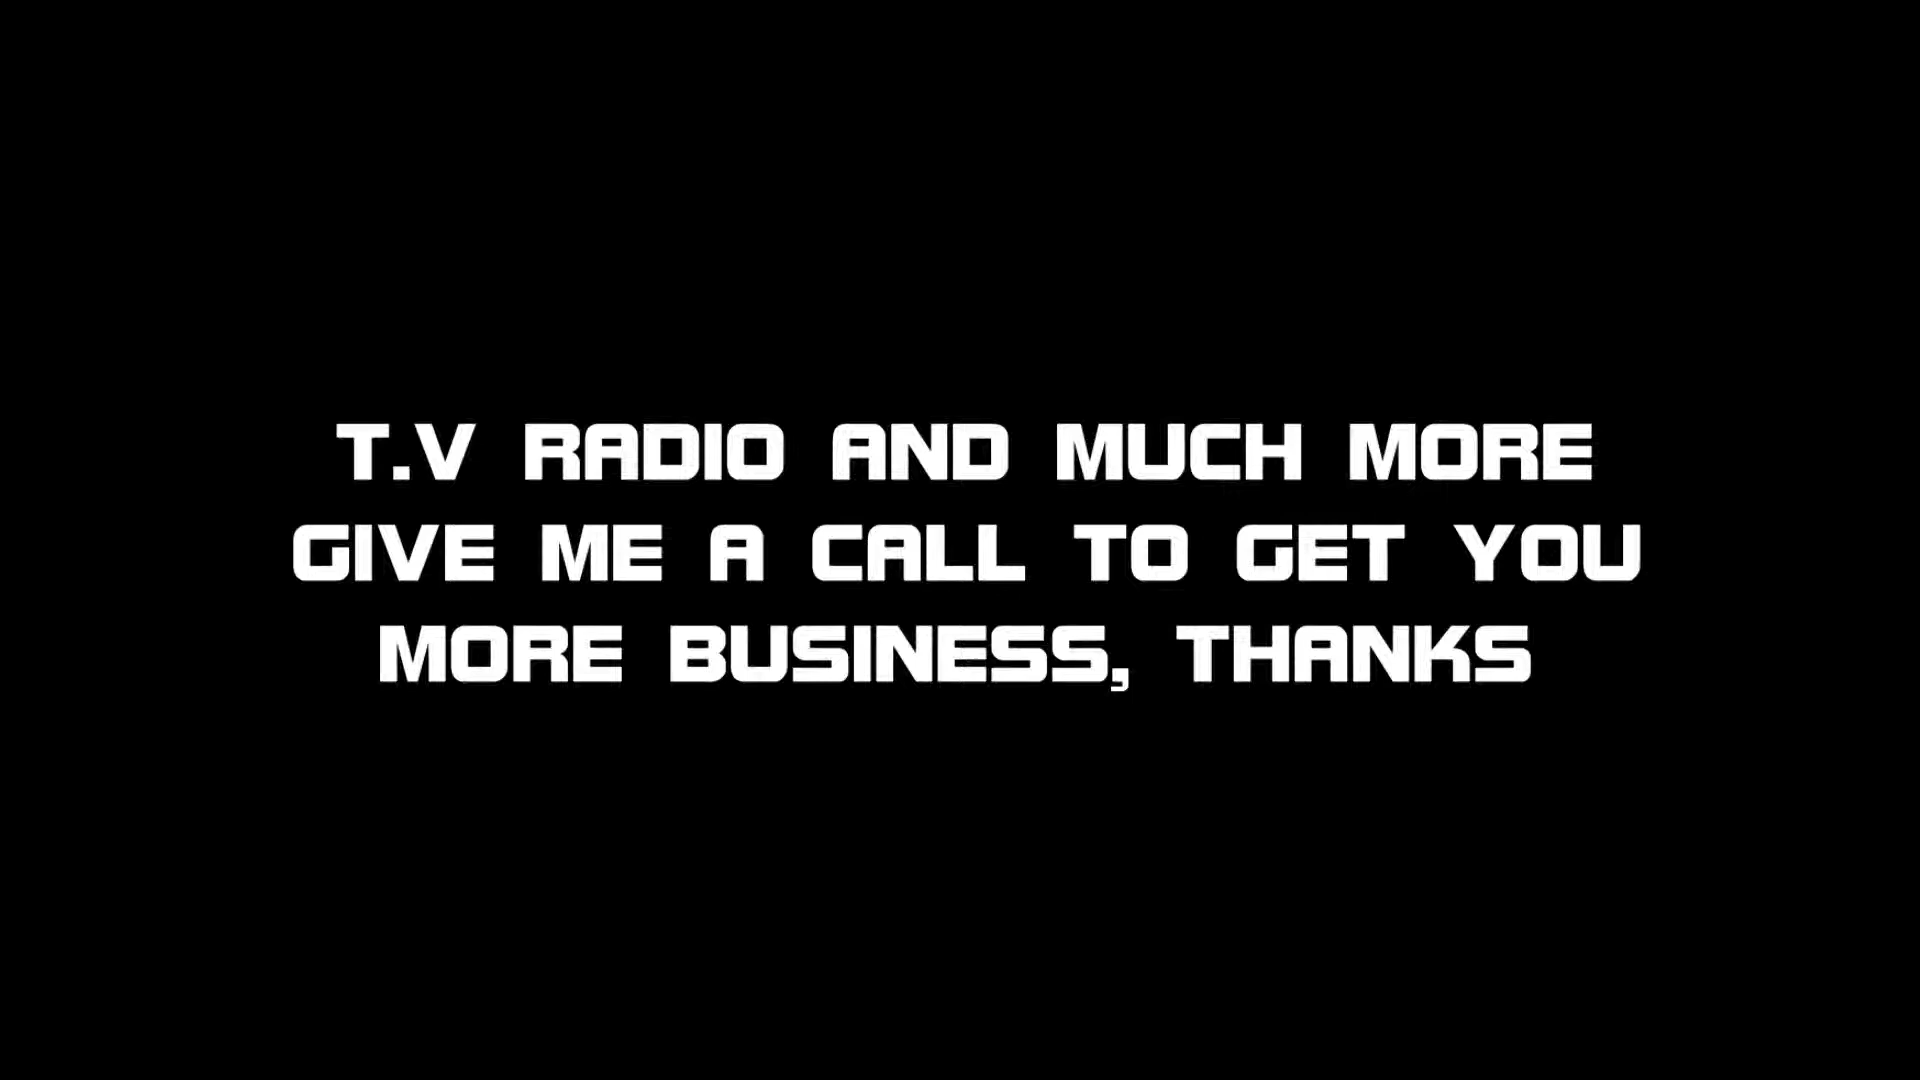 T.V RADIO AND MUCH MORE
GIVE ME A CALL TO GET YOU
MORE BUSINESS, THANKS